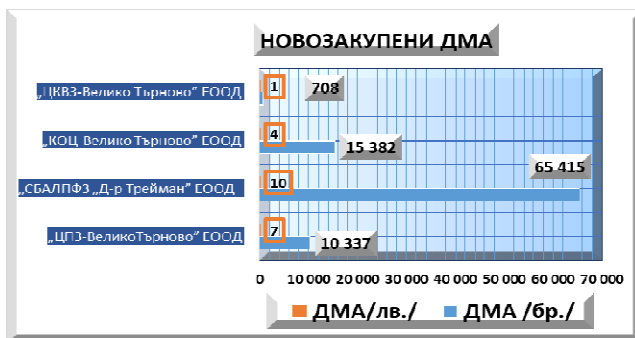 НОВОЗАКУПЕНИ ДМА
„ЦКВЗ-Велико Търново" ЕООД
1
708
„КОЦ-Велико Търново" ЕООД
4
15 382
65 415
„СБАЛПФЗ „Д-р Трейман" ЕООД
10
„ЦПЗ-ВеликоТърново" ЕООД
7
10 337
0 10 000 20 000 30 000 40 000 50 000 60 000 70 000
ДМА/лв./ ДМА /бр./